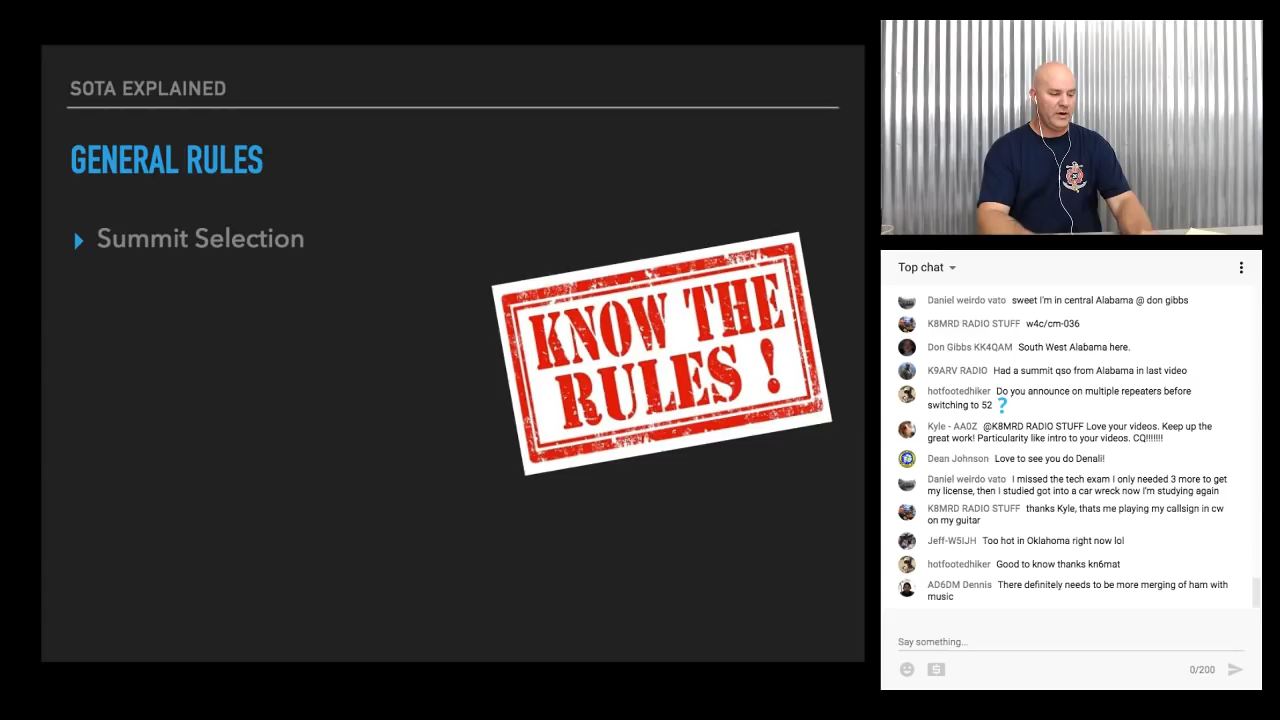 SOTA EXPLAINED
GENERAL RULES
Summit Selection
KNOW THE
RULES !
Top chat
Daniel weirdo vato sweet I'm in central Alabama @ don gibbs
K8MRD RADIO STUFF w4c/cm-036
Don Gibbs KK4QAM South West Alabama here.
K9ARV RADIO Had a summit qso from Alabama in last video
hotfootedhiker Do you announce on multiple repeaters before
switching to 52 ❓
Kyle - AA0Z @K8MRD RADIO STUFF Love your videos. Keep up the
great work! Particularity like intro to your videos. CQ!!!!!!!
Dean Johnson Love to see you do Denali!
Daniel weirdo vato I missed the tech exam I only needed 3 more to get
my license, then I studied got into a car wreck now I'm studying again
K8MRD RADIO STUFF thanks Kyle, thats me playing my callsign in cw
on my guitar
Jeff-W5IJH Too hot in Oklahoma right now lol
hotfootedhiker Good to know thanks kn6mat
AD6DM Dennis There definitely needs to be more merging of ham with
music
Say something...
0/200